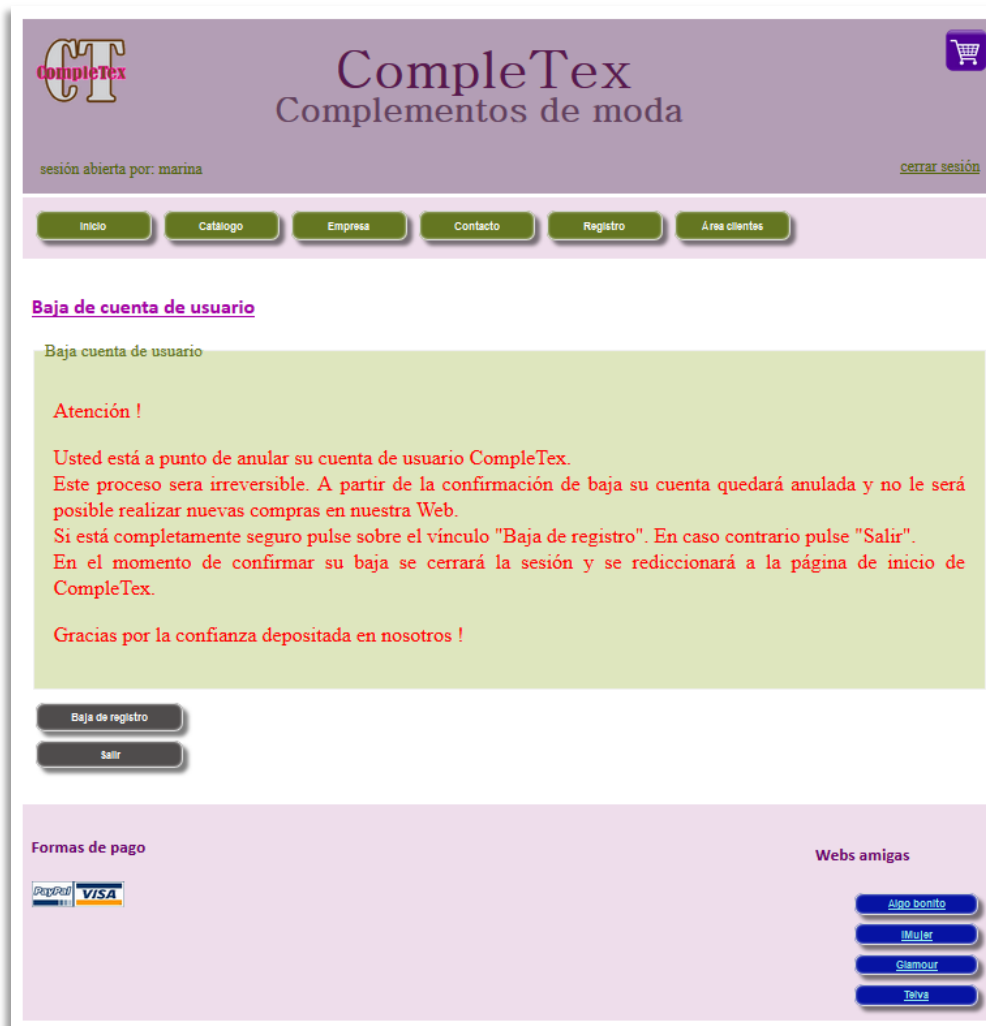 CT
CompleTex
CompleTex
Complementos de moda
sesión abierta por: marina
cerrar sesión
Inicio
Catálogo
Empresa
Contacto
Registro
Área clientes
Baja de cuenta de usuario
Baja cuenta de usuario
Atención !
Usted está a punto de anular su cuenta de usuario CompleTex.
Este proceso sera irreversible. A partir de la confirmación de baja su cuenta quedará anulada y no le será
posible realizar nuevas compras en nuestra Web.
Si está completamente seguro pulse sobre el vínculo "Baja de registro". En caso contrario pulse "Salir".
En el momento de confirmar su baja se cerrará la sesión y se rediccionará a la página de inicio de
CompleTex.
Gracias por la confianza depositada en nosotros !
Baja de registro
Salir
Formas de pago
PayPal VISA
Webs amigas
Algo bonito
IMujer
Glamour
Telva